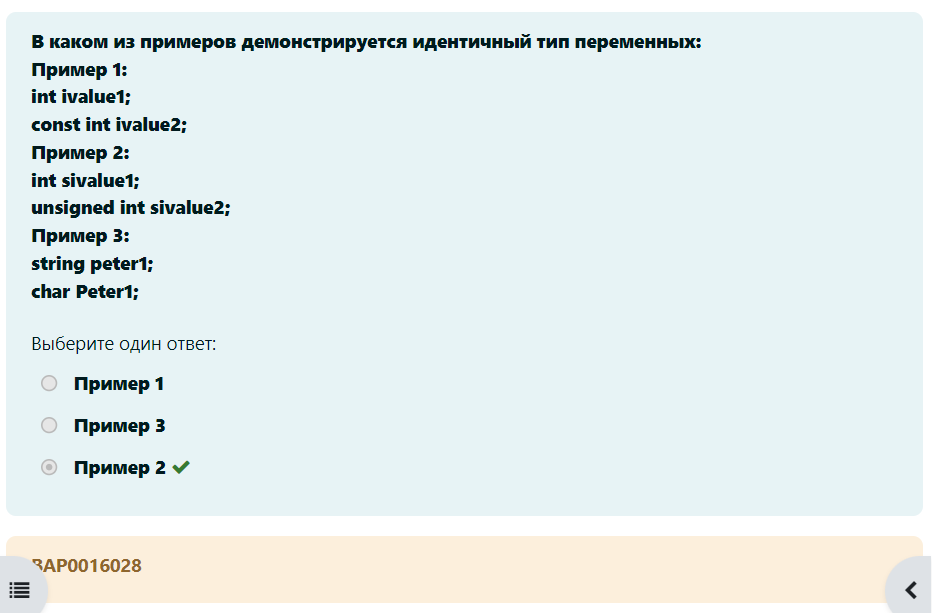 В каком из примеров демонстрируется идентичный тип переменных:
Пример 1:
int ivalue1;
const int ivalue2;
Пример 2:
int sivalue1;
unsigned int sivalue2;
Пример 3:
string peter1;
char Peter1;
Выберите один ответ:
Пример 1
Пример 3
Пример 2
BAP0016028